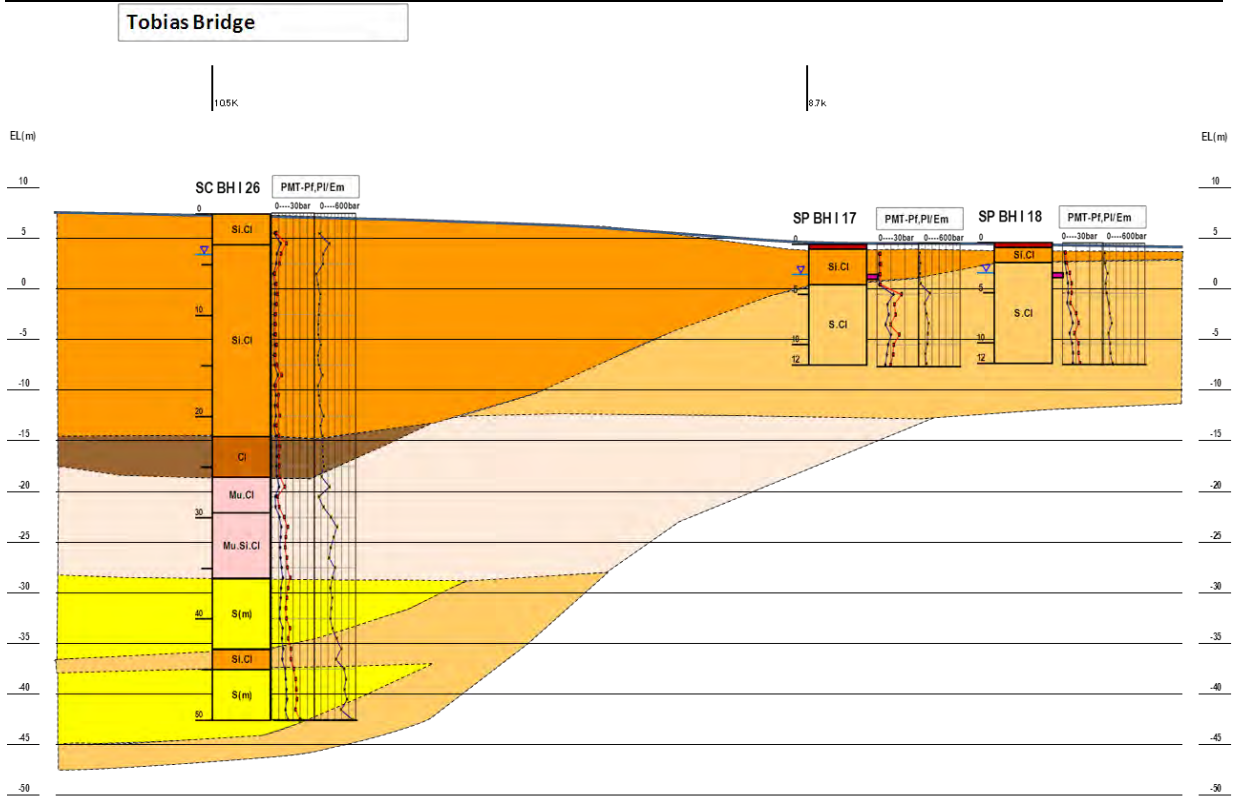 Tobias Bridge
10.5K
8.7k
EL(m)
EL(m)
10
10
SC BH I 26
PMT-Pf,Pl/Em
0----30bar
0----600bar
SP BH I 17
PMT-Pf,Pl/Em
0----30bar
0----600bar
SP BH I 18
PMT-Pf,Pl/Em
0----30bar
0----600bar
0
Si.Cl
5
5
0
0
Si.Cl
Si.Cl
0
0
5
5
10
Si.Cl
S.Cl
S.Cl
-5
-5
10
10
12
12
-10
-10
20
-15
-15
Cl
-20
-20
Mu.Cl
30
-25
-25
Mu.Si.Cl
-30
-30
40
S(m)
-35
-35
Si.Cl
-40
-40
S(m)
50
-45
-45
-50
-50